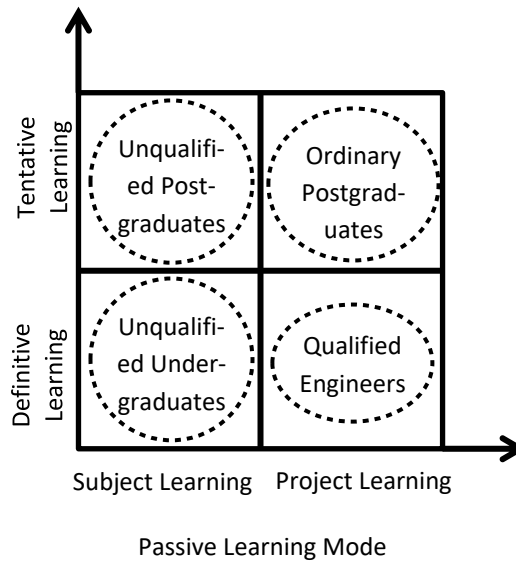 Tentative
Learning
Unqualifi-
ed Post-
graduates
Ordinary
Postgrad-
uates
Definitive
Learning
Unqualifi-
ed Under-
graduates
Qualified
Engineers
Subject Learning
Project Learning
Passive Learning Mode